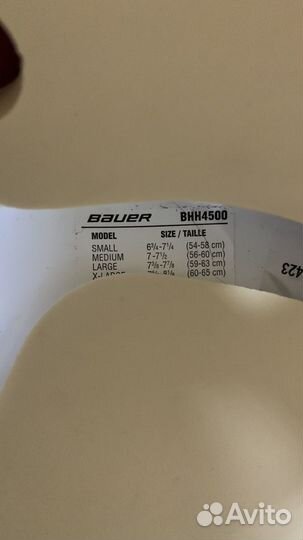 BAUER BHH4500
MODEL SIZE / TAILLE
SMALL 6¾-7¼ (54-58 cm)
MEDIUM 7-7½ (56-60 cm)
LARGE 7⅜-7⅞ (59-63 cm)
X-LARGE (60-65 cm)
423
Avito